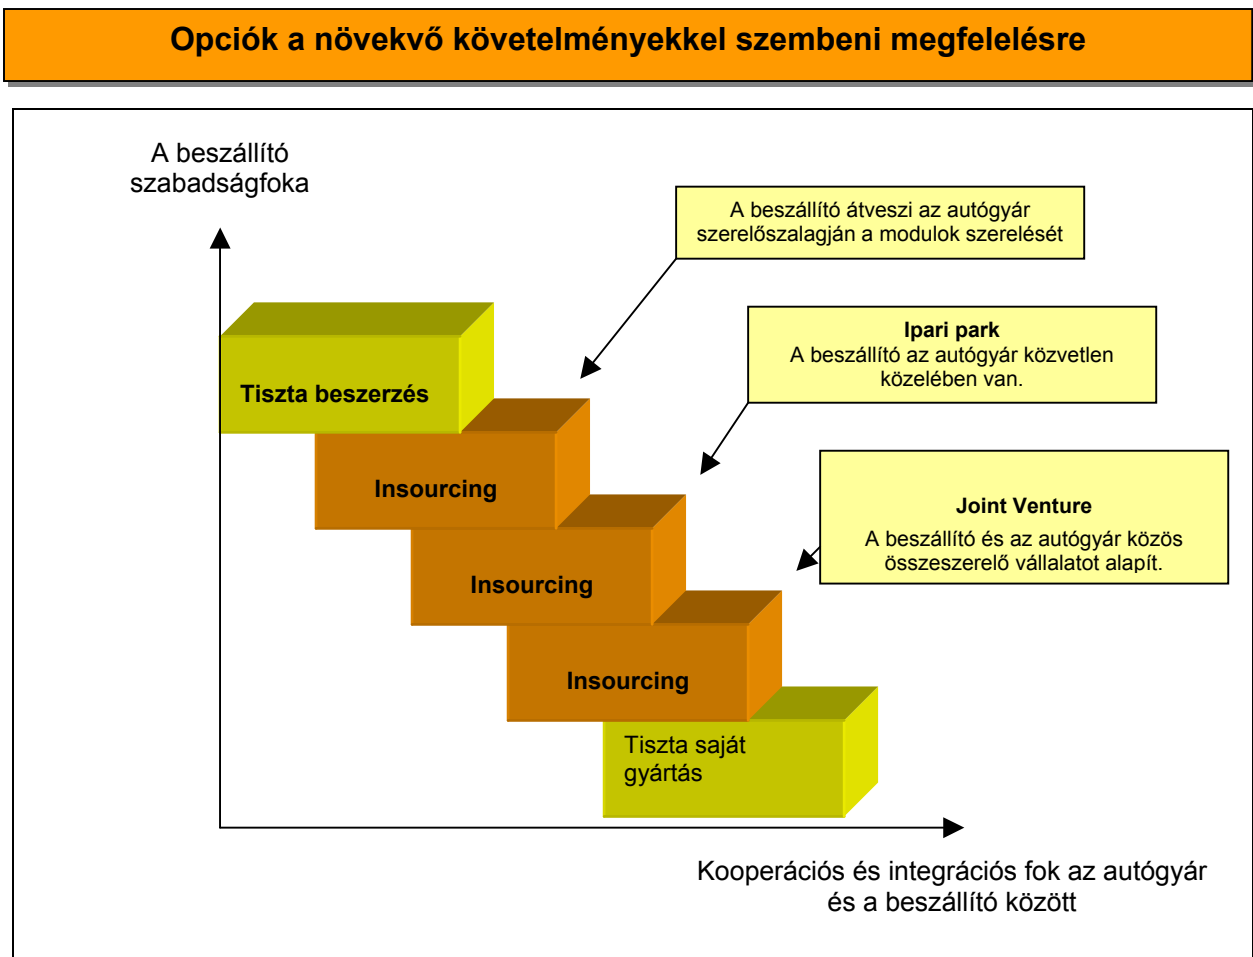 Opciók a növekvő követelményekkel szembeni megfelelésre
A beszállító
szabadságfoka
A beszállító átveszi az autógyár
szerelőszalagján a modulok szerelését
Ipari park
A beszállító az autógyár közvetlen
közelében van.
Tiszta beszerzés
Insourcing
Joint Venture
A beszállító és az autógyár közös
összeszerelő vállalatot alapít.
Insourcing
Insourcing
Tiszta saját
gyártás
Kooperációs és integrációs fok az autógyár
és a beszállító között